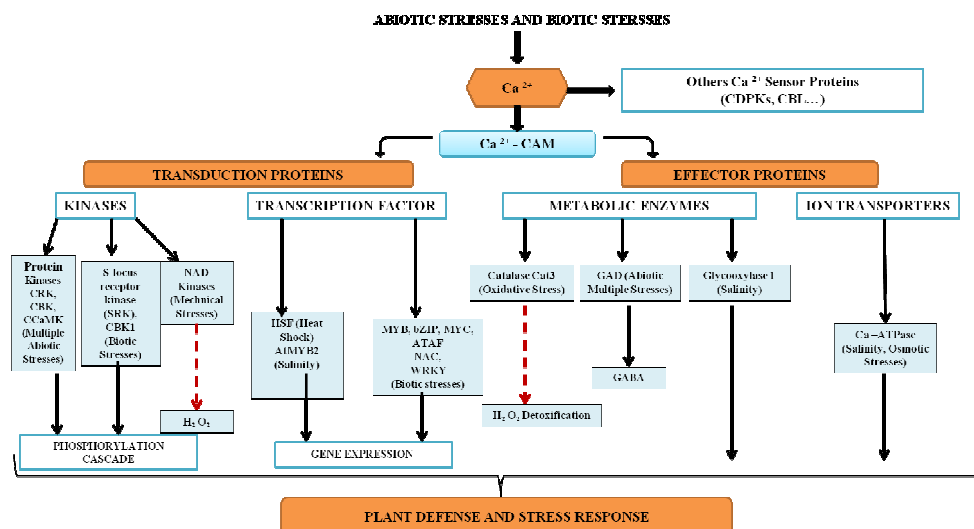 ABIOTIC STRESSES AND BIOTIC STERSSES
Ca 2+
Others Ca 2+ Sensor Proteins
(CDPKs, CBL...)
Ca 2+ - CAM
TRANSDUCTION PROTEINS
EFFECTOR PROTEINS
KINASES
TRANSCRIPTION FACTOR
METABOLIC ENZYMES
ION TRANSPORTERS
Protein
Kinases
CRK,
CBK,
CCaMK
(Multiple
Abiotic
Stresses)
S-locus
receptor
kinase
(SRK).
CBK1
(Biotic
Stresses)
NAD
Kinases
(Mechnical
Stresses)
HSF (Heat
Shock)
AtMYB2
(Salinity)
MYB, bZIP, MYC,
ATAF
NAC,
WRKY
(Biotic stresses)
Catalase Cat3
(Oxidative Stress)
GAD (Abiotic
Multiple Stresses)
Glycooxylase 1
(Salinity)
Ca-ATPase
(Salinity, Osmotic
Stresses)
GABA
H2 O2
H2 O2 Detoxification
PHOSPHORYLATION
CASCADE
GENE EXPRESSION
PLANT DEFENSE AND STRESS RESPONSE